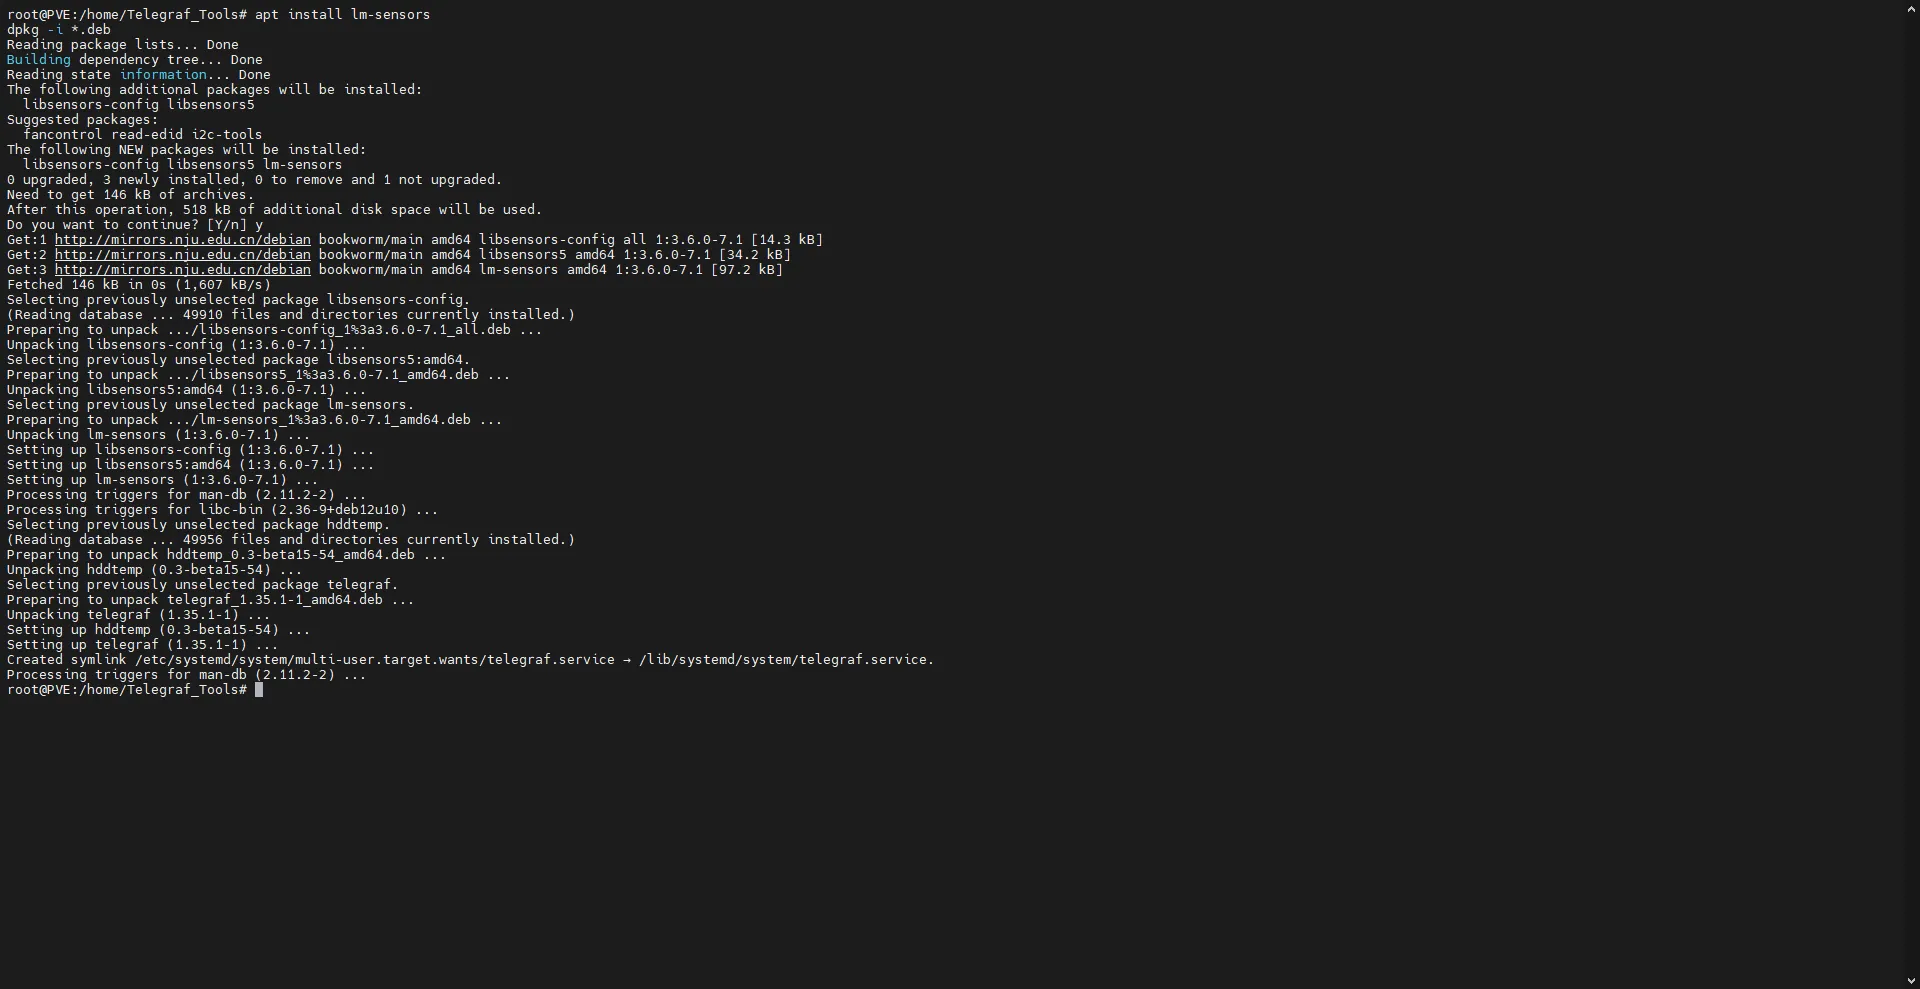 root@PVE:/home/Telegraf_Tools# apt install lm-sensors
dpkg -i *.deb
Reading package lists... Done
Building dependency tree... Done
Reading state information... Done
The following additional packages will be installed:
  libsensors-config libsensors5
Suggested packages:
  fancontrol read-edid i2c-tools
The following NEW packages will be installed:
  libsensors-config libsensors5 lm-sensors
0 upgraded, 3 newly installed, 0 to remove and 1 not upgraded.
Need to get 146 kB of archives.
After this operation, 518 kB of additional disk space will be used.
Do you want to continue? [Y/n] y
Get:1 http://mirrors.nju.edu.cn/debian bookworm/main amd64 libsensors-config all 1:3.6.0-7.1 [14.3 kB]
Get:2 http://mirrors.nju.edu.cn/debian bookworm/main amd64 libsensors5 amd64 1:3.6.0-7.1 [34.2 kB]
Get:3 http://mirrors.nju.edu.cn/debian bookworm/main amd64 lm-sensors amd64 1:3.6.0-7.1 [97.2 kB]
Fetched 146 kB in 0s (1,607 kB/s)
Selecting previously unselected package libsensors-config.
(Reading database ... 49910 files and directories currently installed.)
Preparing to unpack .../libsensors-config_1%3a3.6.0-7.1_all.deb ...
Unpacking libsensors-config (1:3.6.0-7.1) ...
Selecting previously unselected package libsensors5:amd64.
Preparing to unpack .../libsensors5_1%3a3.6.0-7.1_amd64.deb ...
Unpacking libsensors5:amd64 (1:3.6.0-7.1) ...
Selecting previously unselected package lm-sensors.
Preparing to unpack .../lm-sensors_1%3a3.6.0-7.1_amd64.deb ...
Unpacking lm-sensors (1:3.6.0-7.1) ...
Setting up libsensors-config (1:3.6.0-7.1) ...
Setting up libsensors5:amd64 (1:3.6.0-7.1) ...
Setting up lm-sensors (1:3.6.0-7.1) ...
Processing triggers for man-db (2.11.2-2) ...
Processing triggers for libc-bin (2.36-9+deb12u10) ...
Selecting previously unselected package hddtemp.
(Reading database ... 49956 files and directories currently installed.)
Preparing to unpack hddtemp_0.3-beta15-54_amd64.deb ...
Unpacking hddtemp (0.3-beta15-54) ...
Selecting previously unselected package telegraf.
Preparing to unpack telegraf_1.35.1-1_amd64.deb ...
Unpacking telegraf (1.35.1-1) ...
Setting up hddtemp (0.3-beta15-54) ...
Setting up telegraf (1.35.1-1) ...
Created symlink /etc/systemd/system/multi-user.target.wants/telegraf.service → /lib/systemd/system/telegraf.service.
Processing triggers for man-db (2.11.2-2) ...
root@PVE:/home/Telegraf_Tools#